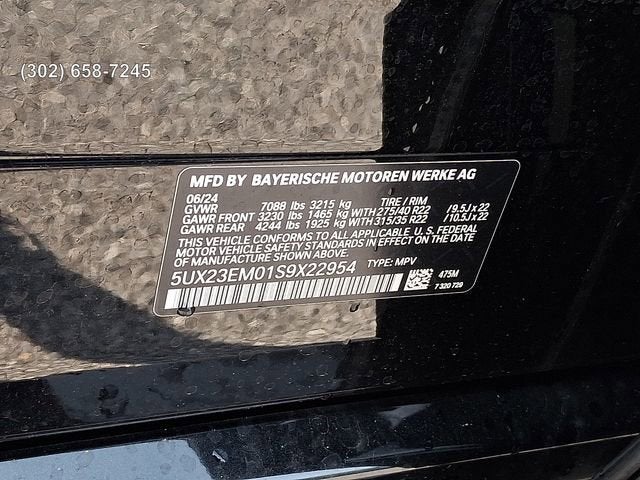 (302) 658-7245
MFD BY BAYERISCHE MOTOREN WERKE AG
06/24
GVWR 7088 lbs 3215 kg TIRE / RIM
GAWR FRONT 3230 lbs 1465 kg WITH 275/40 R22 /9.5Jx22
GAWR REAR 4244 lbs 1925 kg WITH 315/35 R22 /10.5Jx22
THIS VEHICLE CONFORMS TO ALL APPLICABLE U.S. FEDERAL
MOTOR VEHICLE SAFETY STANDARDS IN EFFECT ON THE DATE
OF MANUFACTURE SHOWN ABOVE.
5UX23EM01S9X22954 TYPE: MPV
475M
7 320 729